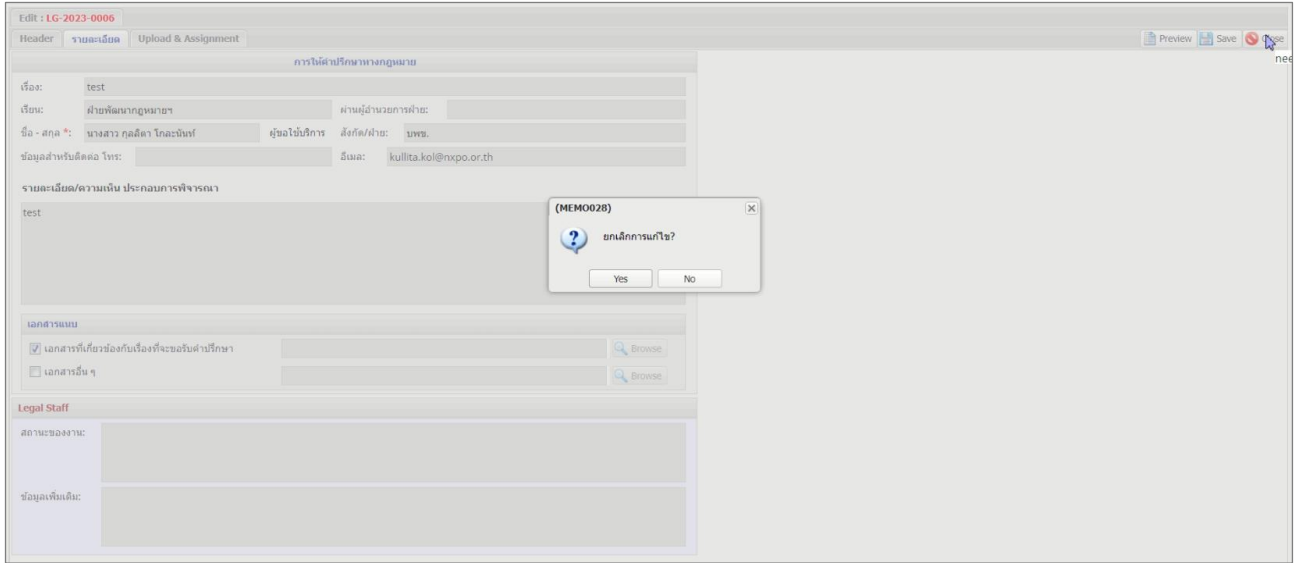 Edit : LG-2023-0006
Header รายละเอียด Upload & Assignment Preview Save Close
การให้คำปรึกษาทางกฎหมาย
เรื่อง: test
เรียน: ฝ่ายพัฒนากฎหมายฯ ผ่านผู้อำนวยการฝ่าย:
ชื่อ - สกุล *: นางสาว กุลลิตา โกละนันท์ ผู้ขอใช้บริการ สังกัด/ฝ่าย: บพข.
ข้อมูลสำหรับติดต่อ โทร: อีเมล: kullita.kol@nxpo.or.th
รายละเอียด/ความเห็น ประกอบการพิจารณา
test
(MEMO028)
ยกเลิกการแก้ไข?
Yes No
เอกสารแนบ
เอกสารที่เกี่ยวข้องกับเรื่องที่จะขอรับคำปรึกษา Browse
เอกสารอื่น ๆ Browse
Legal Staff
สถานะของงาน:
ข้อมูลเพิ่มเติม: